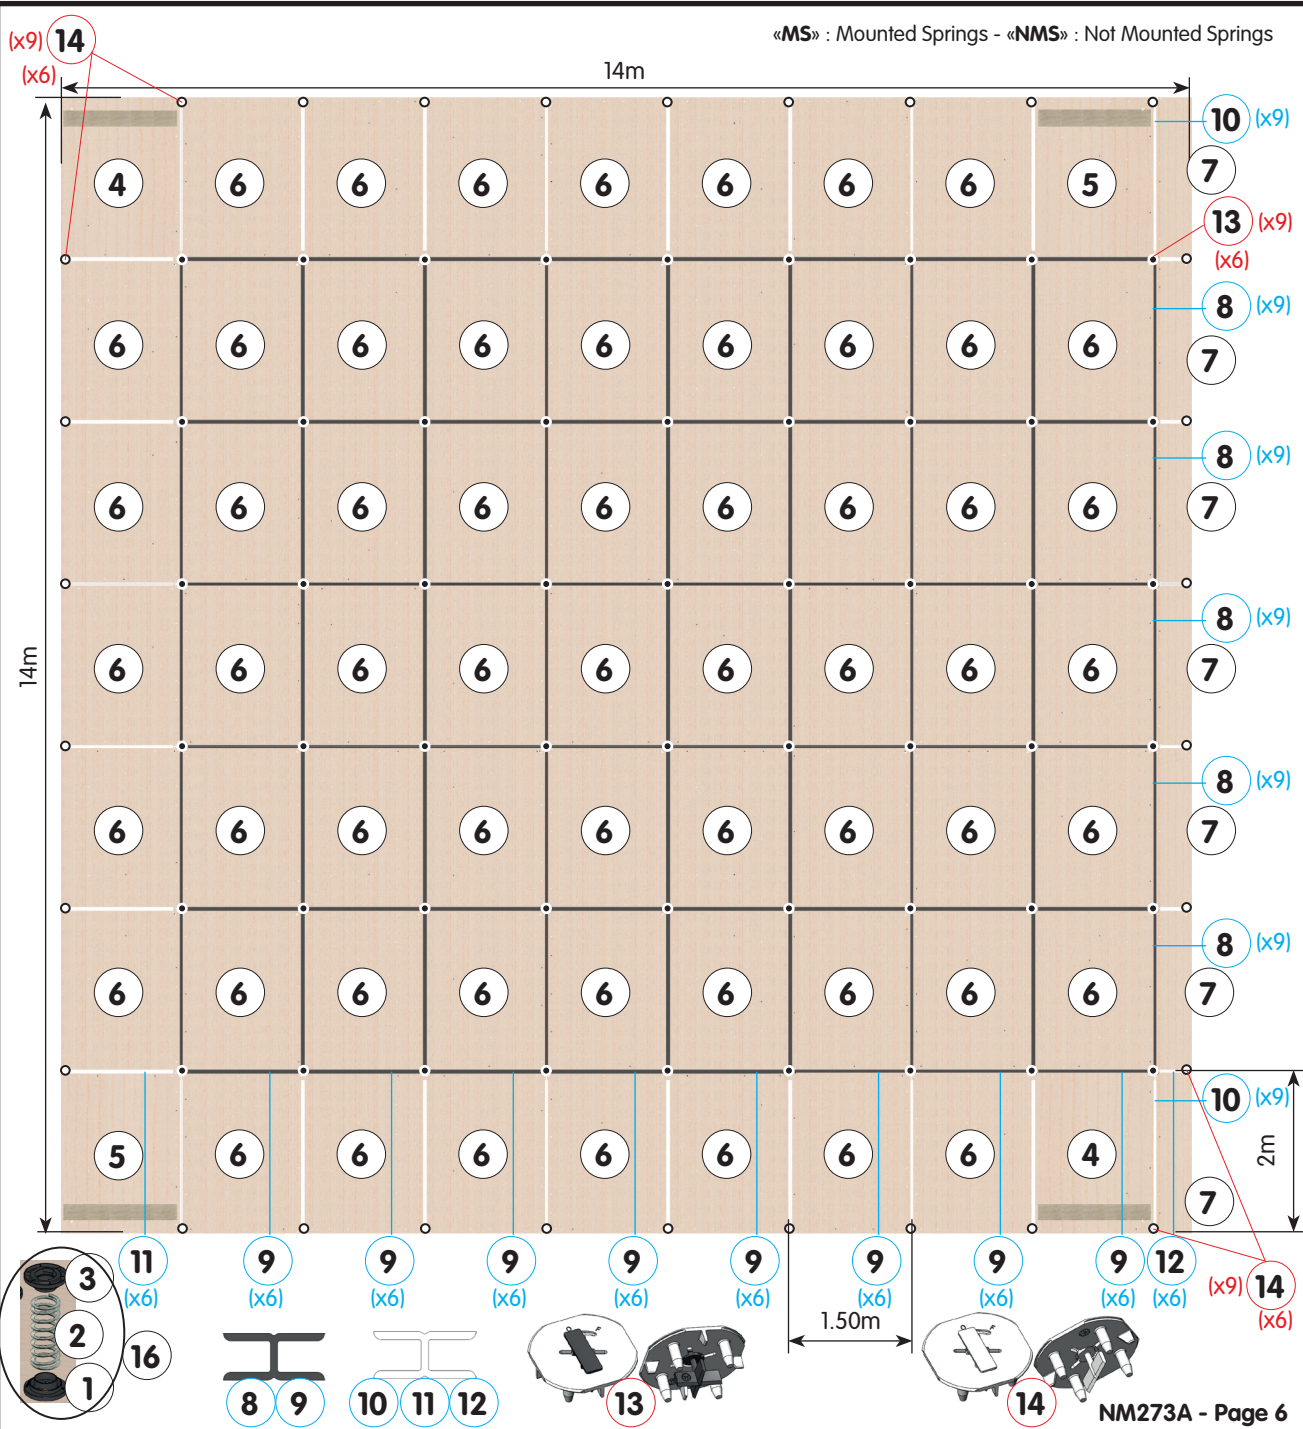 «MS» : Mounted Springs - «NMS» : Not Mounted Springs
(x9) 14
(x6)
14m
10 (x9)
4 6 6 6 6 6 6 6 5 7
13 (x9)
(x6)
8 (x9)
6 6 6 6 6 6 6 6 6 7
8 (x9)
6 6 6 6 6 6 6 6 6 7
8 (x9)
14m
6 6 6 6 6 6 6 6 6 7
8 (x9)
6 6 6 6 6 6 6 6 6 7
8 (x9)
6 6 6 6 6 6 6 6 6 7
10 (x9)
5 6 6 6 6 6 6 6 4
2m
7
11 9 9 9 9 9 9 9 9 12
(x6) (x6) (x6) (x6) (x6) (x6) (x6) (x6) (x6) (x6)
(x9) 14
(x6)
3
2
1
16
1.50m
8 9
10 11 12
13
14
NM273A - Page 6